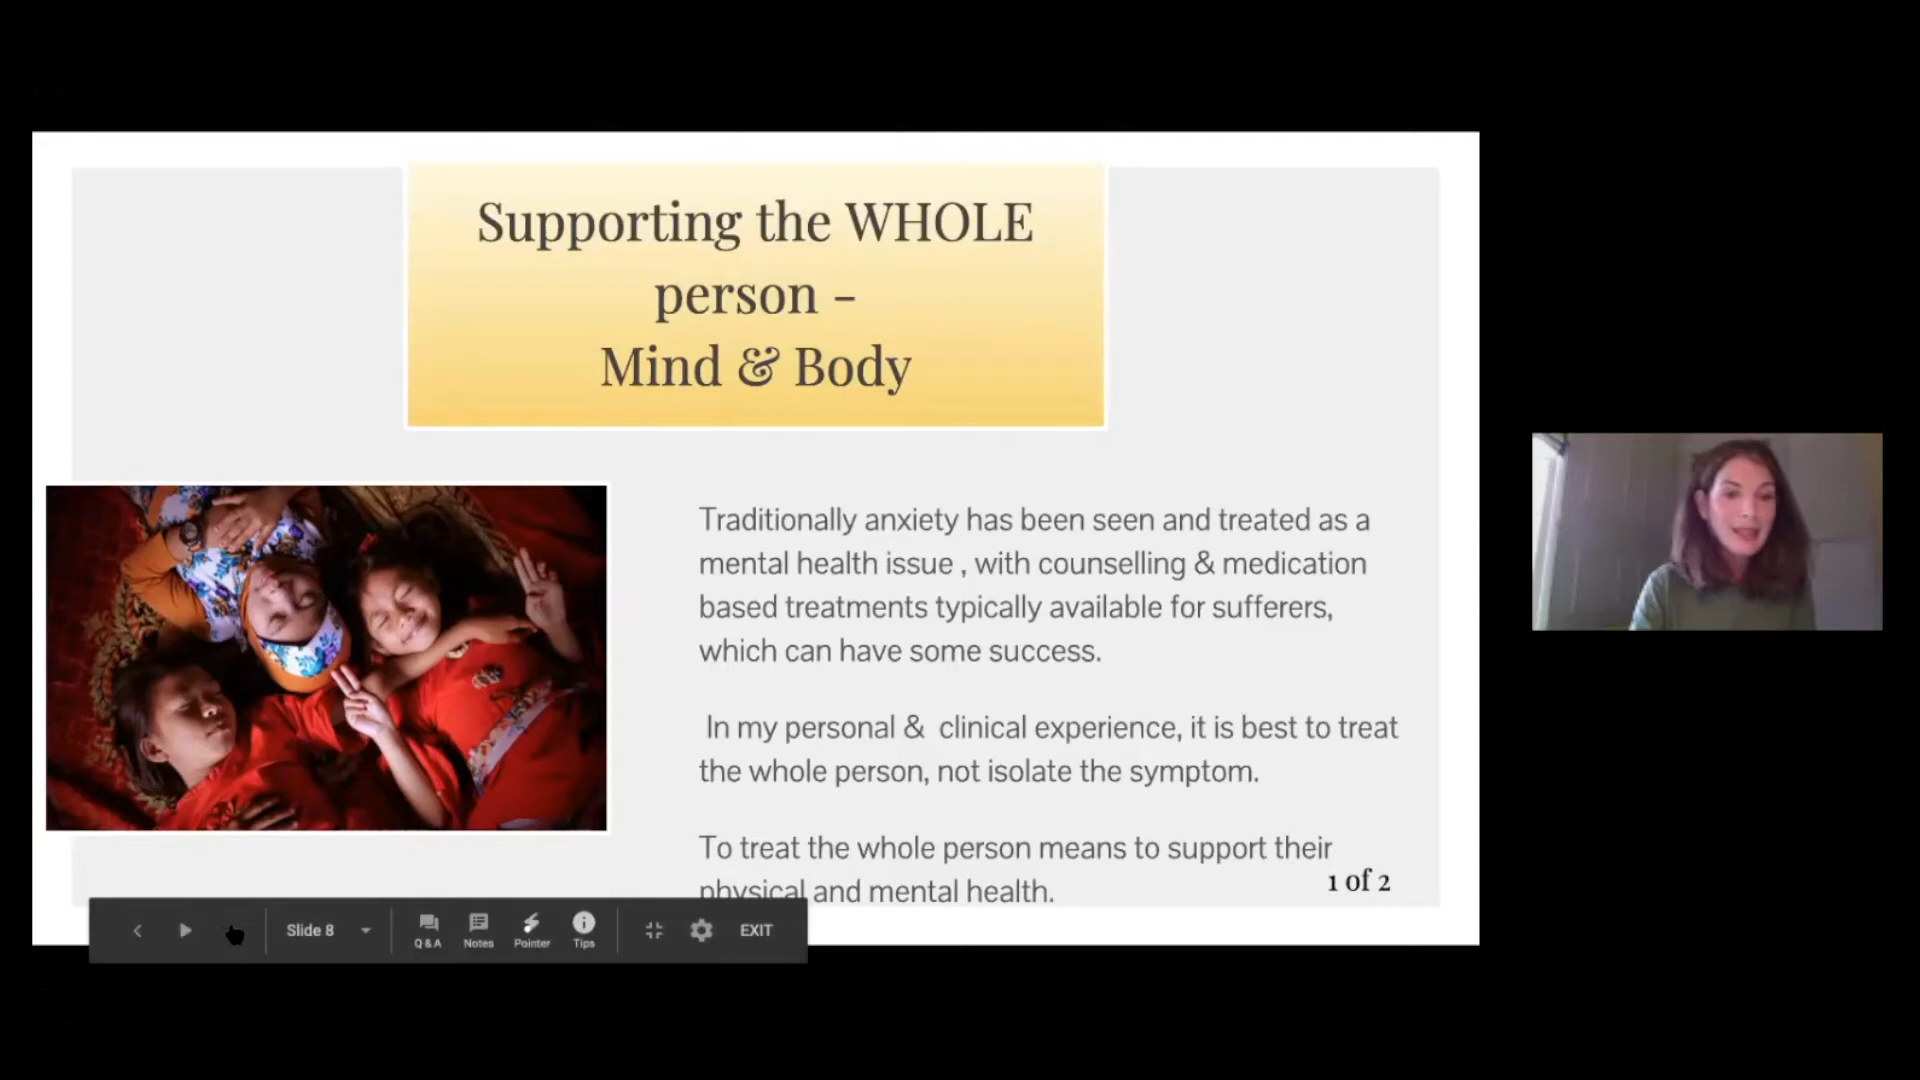 Supporting the WHOLE
person -
Mind & Body
Traditionally anxiety has been seen and treated as a
mental health issue , with counselling & medication
based treatments typically available for sufferers,
which can have some success.
In my personal & clinical experience, it is best to treat
the whole person, not isolate the symptom.
To treat the whole person means to support their
physical and mental health.
1 of 2
Slide 8
Q & A
Notes
Pointer
Tips
EXIT